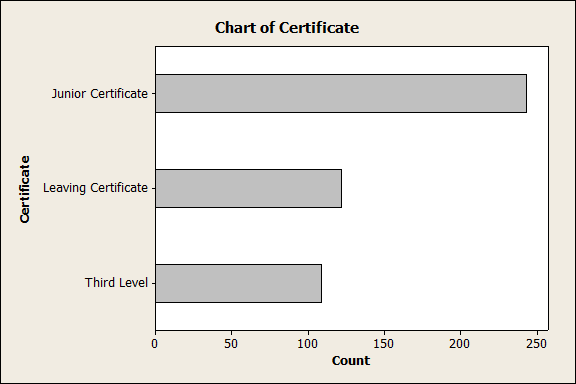 Chart of Certificate
Certificate
Junior Certificate
Leaving Certificate
Third Level
0 50 100 150 200 250
Count